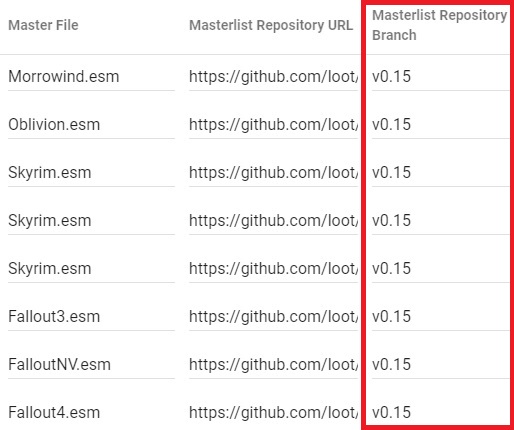 Master File Masterlist Repository URL Masterlist Repository Branch
Morrowind.esm https://github.com/loot/ v0.15
Oblivion.esm https://github.com/loot/ v0.15
Skyrim.esm https://github.com/loot/ v0.15
Skyrim.esm https://github.com/loot/ v0.15
Skyrim.esm https://github.com/loot/ v0.15
Fallout3.esm https://github.com/loot/ v0.15
FalloutNV.esm https://github.com/loot/ v0.15
Fallout4.esm https://github.com/loot/ v0.15